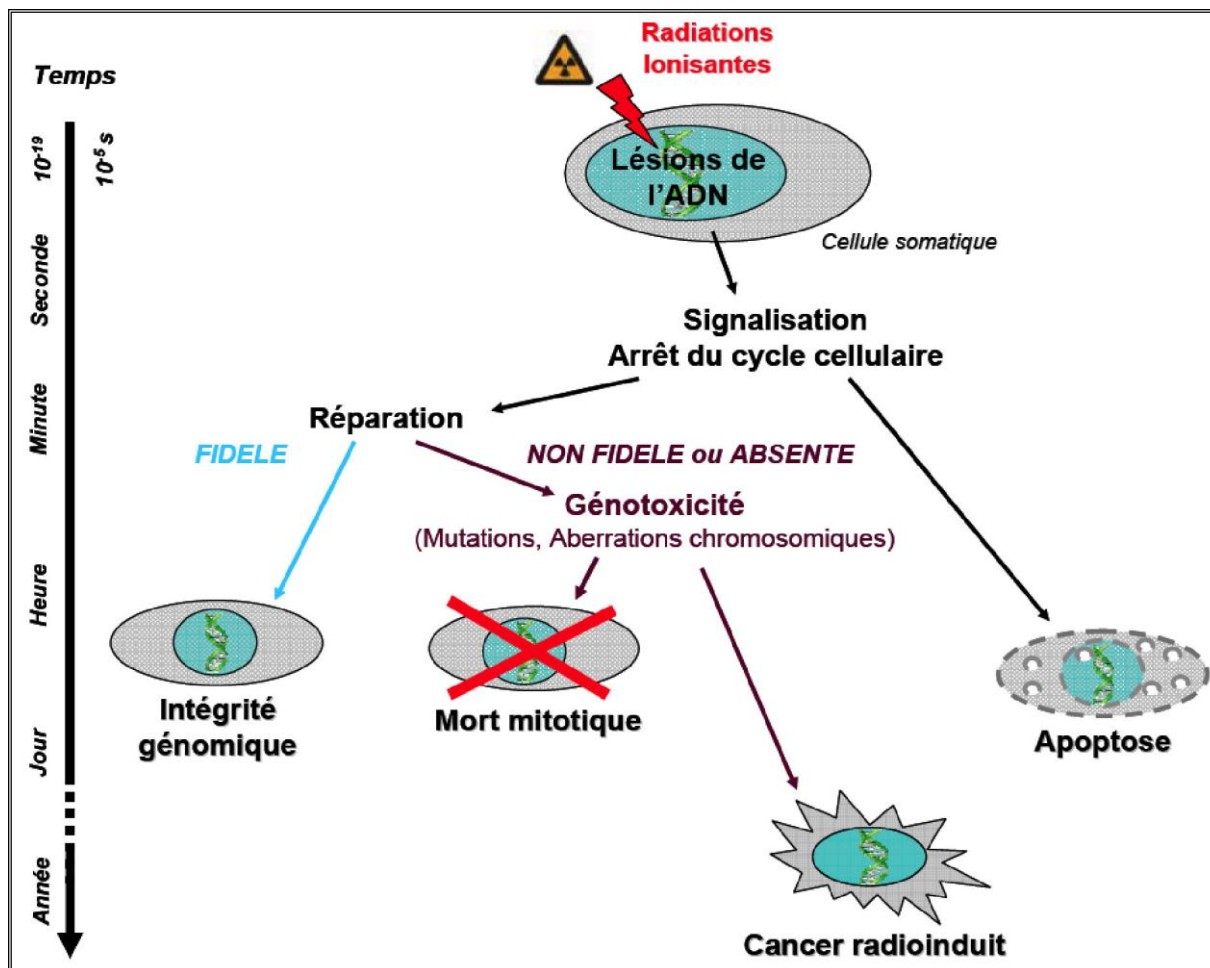 Radiations
Ionisantes
Temps
10⁻¹⁹
10⁻⁵ s
Lésions de
l'ADN
Cellule somatique
Seconde
Signalisation
Arrêt du cycle cellulaire
Minute
Réparation
FIDELE
NON FIDELE ou ABSENTE
Génotoxicité
(Mutations, Aberrations chromosomiques)
Heure
Intégrité
génomique
Mort mitotique
Apoptose
Jour
Année
Cancer radioinduit